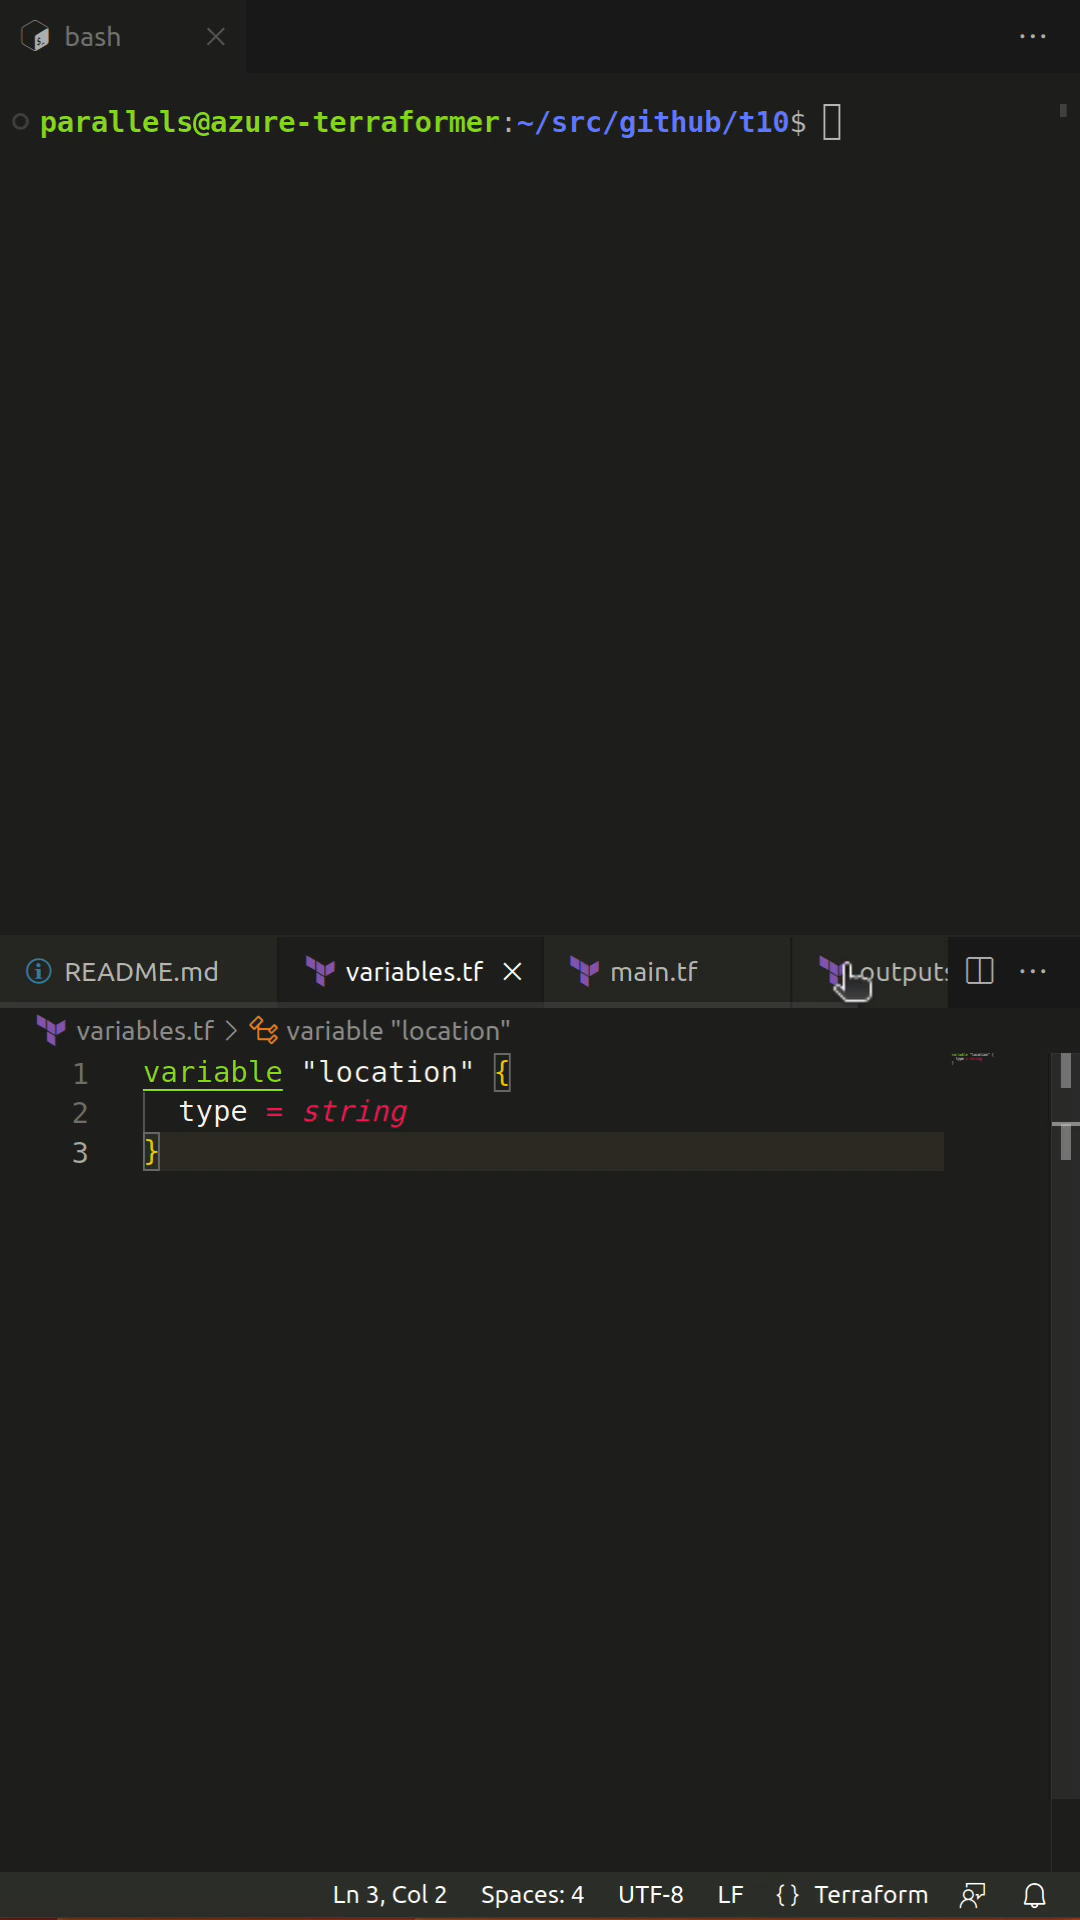 bash
parallels@azure-terraformer:~/src/github/t10$
README.md variables.tf main.tf outputs
variables.tf > variable "location"
1 variable "location" {
2 type = string
3 }
Ln 3, Col 2 Spaces: 4 UTF-8 LF {} Terraform